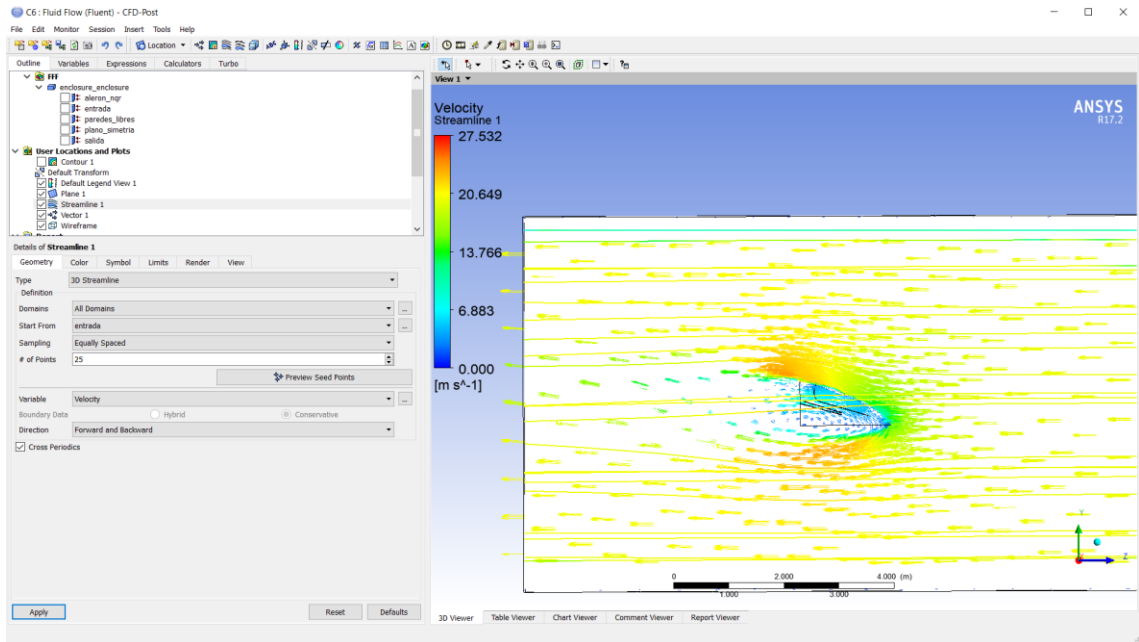 C6 : Fluid Flow (Fluent) - CFD-Post
File Edit Monitor Session Insert Tools Help
Location
Outline Variables Expressions Calculators Turbo
FFF
enclosure_enclosure
aleron_nqr
entrada
paredes_libres
plano_simetria
salida
User Locations and Plots
Contour 1
Default Transform
Default Legend View 1
Plane 1
Streamline 1
Vector 1
Wireframe
Details of Streamline 1
Geometry Color Symbol Limits Render View
Type 3D Streamline
Definition
Domains All Domains ...
Start From entrada ...
Sampling Equally Spaced
# of Points 25
Preview Seed Points
Variable Velocity ...
Boundary Data Hybrid Conservative
Direction Forward and Backward
Cross Periodics
Apply Reset Defaults
View 1
Velocity
Streamline 1
27.532
20.649
13.766
6.883
0.000
[m s^-1]
ANSYS
R17.2
Y
Z
0 2.000 4.000 (m)
1.000 3.000
3D Viewer Table Viewer Chart Viewer Comment Viewer Report Viewer